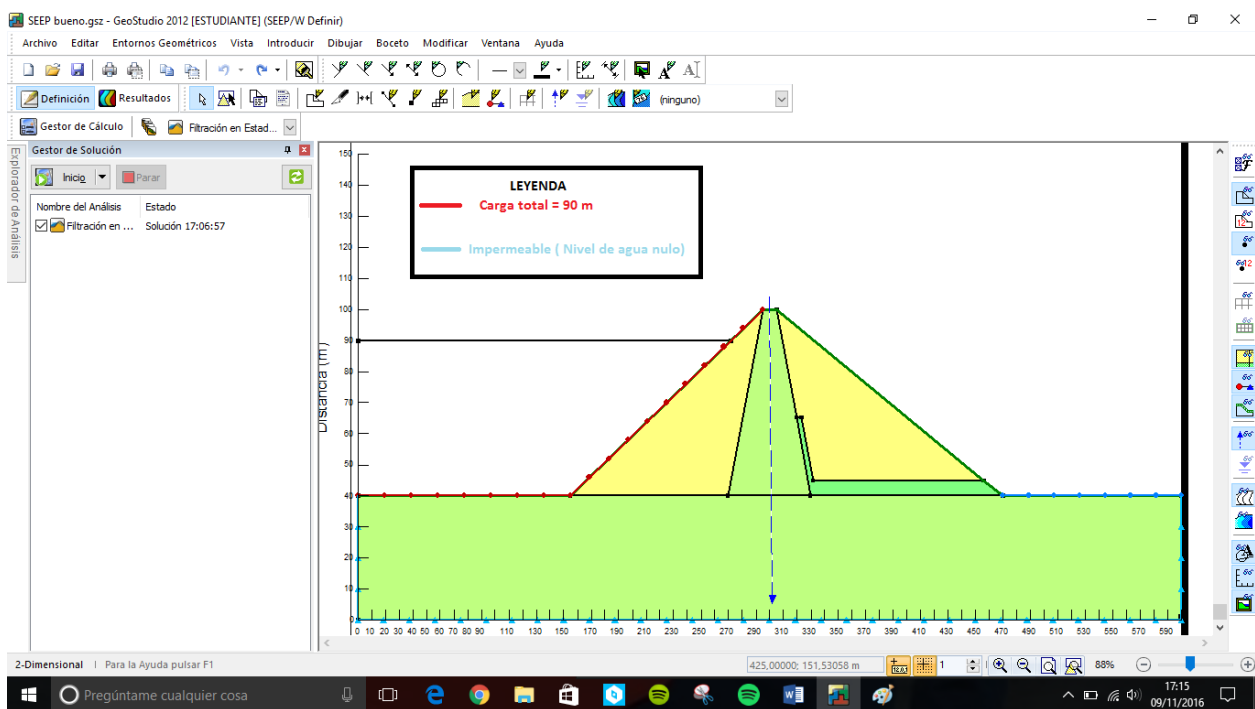 SEEP bueno.gsz - GeoStudio 2012 [ESTUDIANTE] (SEEP/W Definir)
Archivo Editar Entornos Geométricos Vista Introducir Dibujar Boceto Modificar Ventana Ayuda
Definición Resultados (ninguno)
Gestor de Cálculo Filtración en Estad...
Explorador de Análisis
Gestor de Solución
Inicio Parar
Nombre del Análisis Estado
Filtración en ... Solución 17:06:57
LEYENDA
Carga total = 90 m
Impermeable ( Nivel de agua nulo)
Distancia (m)
150
140
130
120
110
100
90
80
70
60
50
40
30
20
10
0
0 10 20 30 40 50 60 70 80 90 110 130 150 170 190 210 230 250 270 290 310 330 350 370 390 410 430 450 470 490 510 530 550 570 590
2-Dimensional Para la Ayuda pulsar F1 425,00000; 151,53058 m 1 88%
Pregúntame cualquier cosa
17:15
09/11/2016